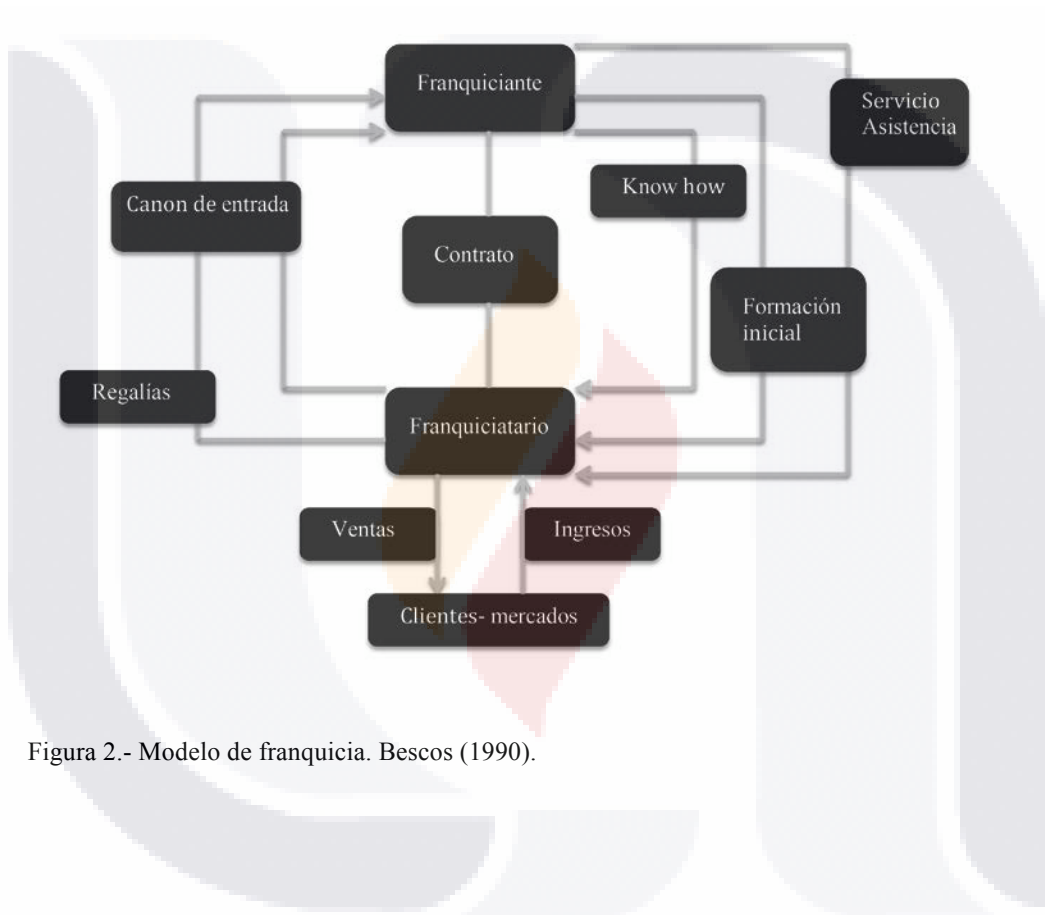 Franquiciante
Servicio
Asistencia
Know how
Canon de entrada
Contrato
Formación
inicial
Regalías
Franquiciatario
Ventas
Ingresos
Clientes- mercados
Figura 2.- Modelo de franquicia. Bescos (1990).